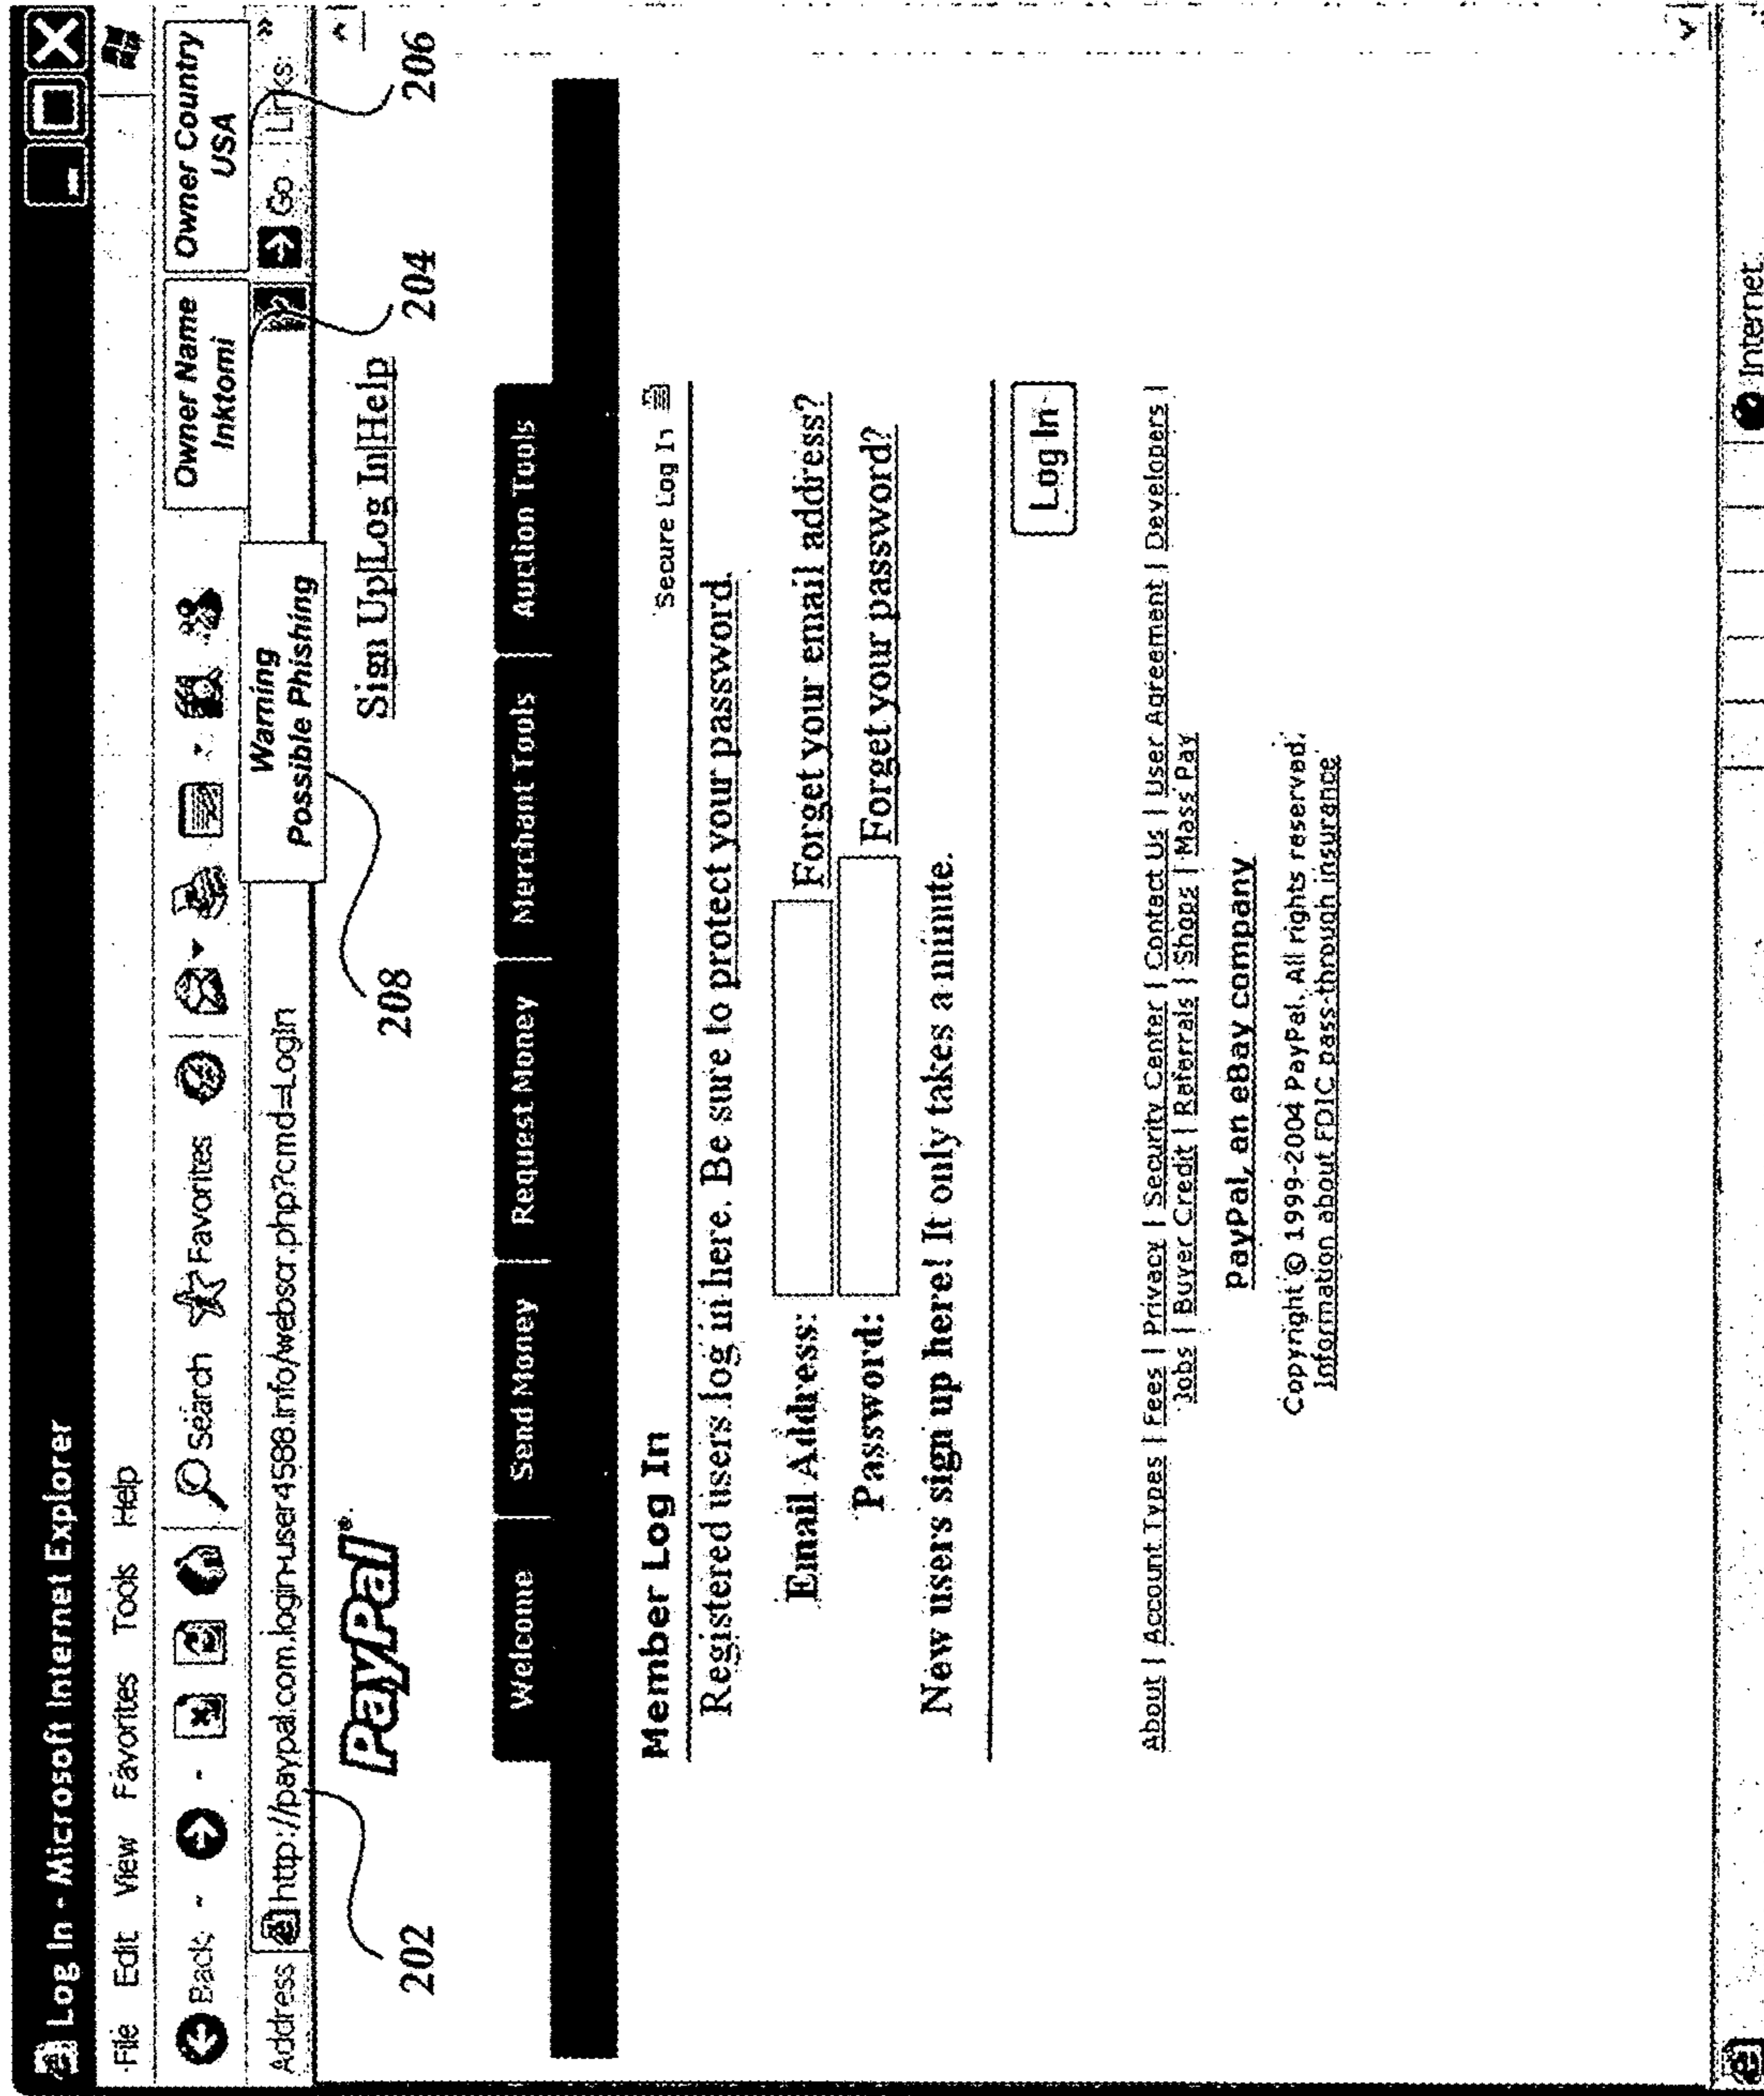 Log In - Microsoft Internet Explorer
File Edit View Favorites Tools Help
Back Search Favorites
Owner Name
Inktomi
Owner Country
USA
Address http://paypal.com.login-user4588.info/webscr.php?cmd=Login
Go Links »
Warning
Possible Phishing
202
208
204
206
PayPal®
Sign Up|Log In|Help
Welcome Send Money Request Money Merchant Tools Auction Tools
Member Log In
Secure Log In
Registered users log in here. Be sure to protect your password.
Email Address: Forget your email address?
Password: Forget your password?
New users sign up here! It only takes a minute.
Log In
About | Account Types | Fees | Privacy | Security Center | Contact Us | User Agreement | Developers |
Jobs | Buyer Credit | Referrals | Shops | Mass Pay
PayPal, an eBay company
Copyright © 1999-2004 PayPal. All rights reserved.
Information about FDIC pass-through insurance
Internet